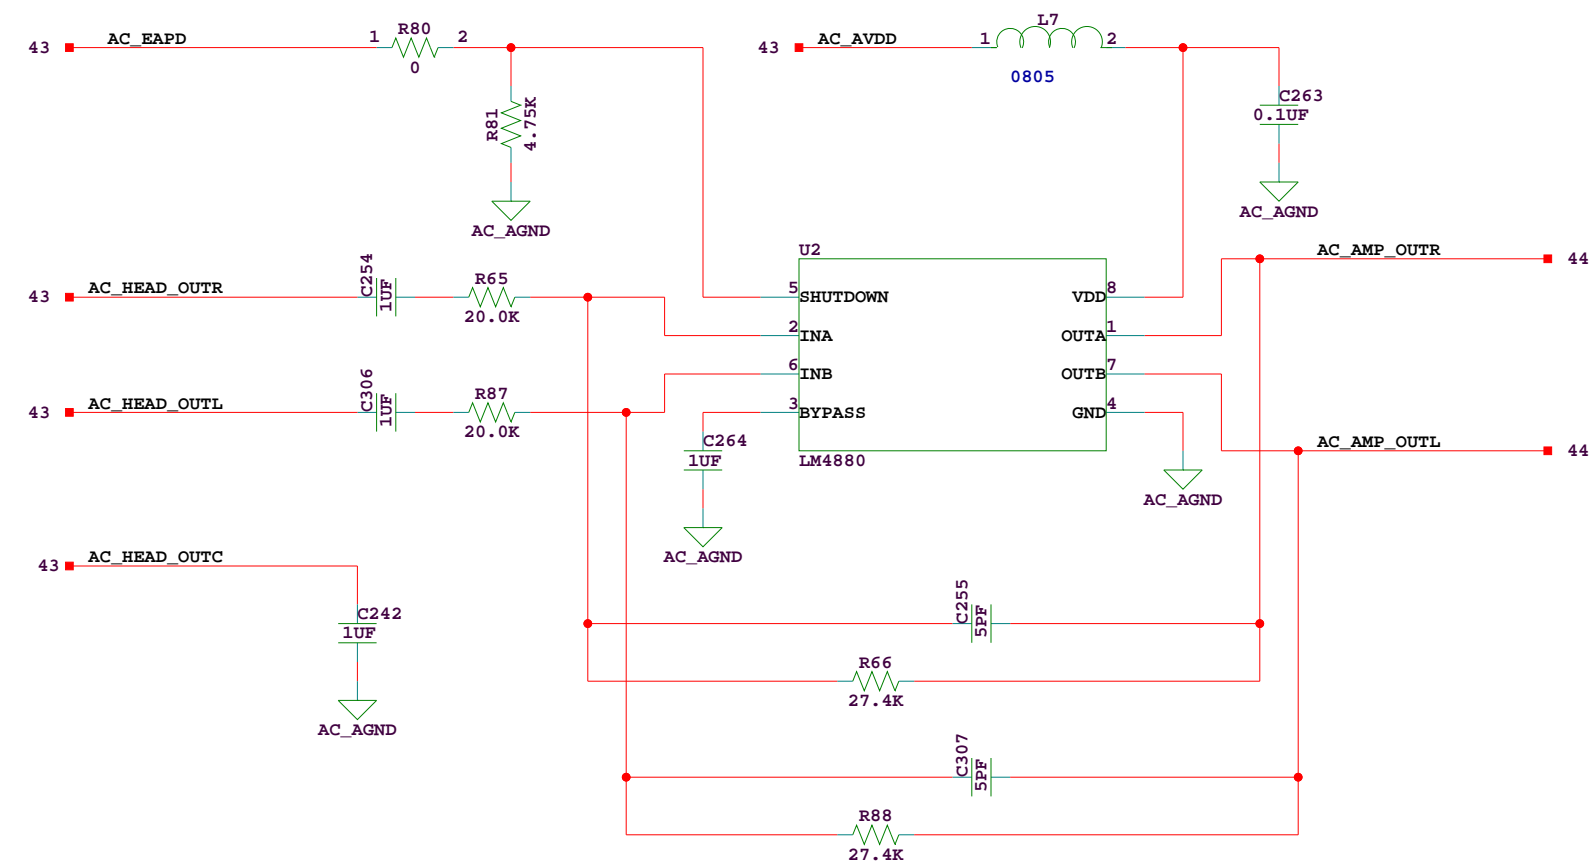 43 AC_EAPD 1 R80 2
0
R81
4.75K
AC_AGND
43 AC_AVDD 1 L7 2
0805
C263
0.1UF
AC_AGND
43 AC_HEAD_OUTR C254
1UF
R65
20.0K
43 AC_HEAD_OUTL C306
1UF
R87
20.0K
U2
5 SHUTDOWN VDD 8
2 INA OUTA 1
6 INB OUTB 7
3 BYPASS GND 4
LM4880
AC_AMP_OUTR 44
AC_AMP_OUTL 44
C264
1UF
AC_AGND
AC_AGND
43 AC_HEAD_OUTC
C242
1UF
AC_AGND
C255
5PF
R66
27.4K
C307
5PF
R88
27.4K